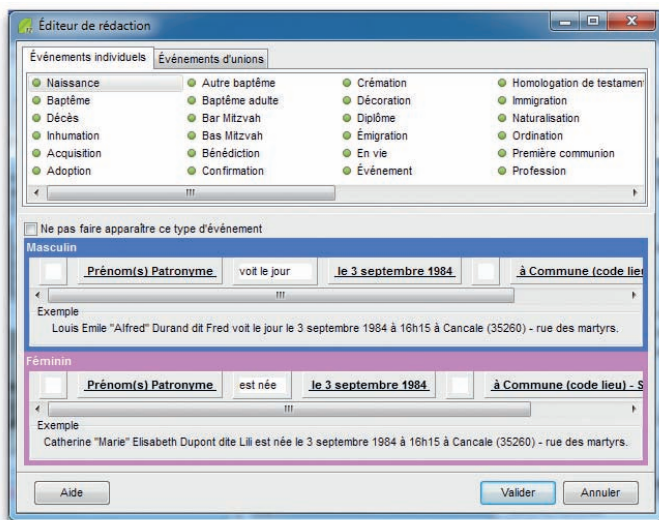 Éditeur de rédaction
Événements individuels Événements d'unions
Naissance Autre baptême Crémation Homologation de testamen
Baptême Baptême adulte Décoration Immigration
Décès Bar Mitzvah Diplôme Naturalisation
Inhumation Bas Mitzvah Émigration Ordination
Acquisition Bénédiction En vie Première communion
Adoption Confirmation Événement Profession
Ne pas faire apparaître ce type d'événement
Masculin
Prénom(s) Patronyme voit le jour le 3 septembre 1984 à Commune (code lieu
Exemple
Louis Emile "Alfred" Durand dit Fred voit le jour le 3 septembre 1984 à 16h15 à Cancale (35260) - rue des martyrs.
Féminin
Prénom(s) Patronyme est née le 3 septembre 1984 à Commune (code lieu) - S
Exemple
Catherine "Marie" Elisabeth Dupont dite Lili est née le 3 septembre 1984 à 16h15 à Cancale (35260) - rue des martyrs.
Aide Valider Annuler